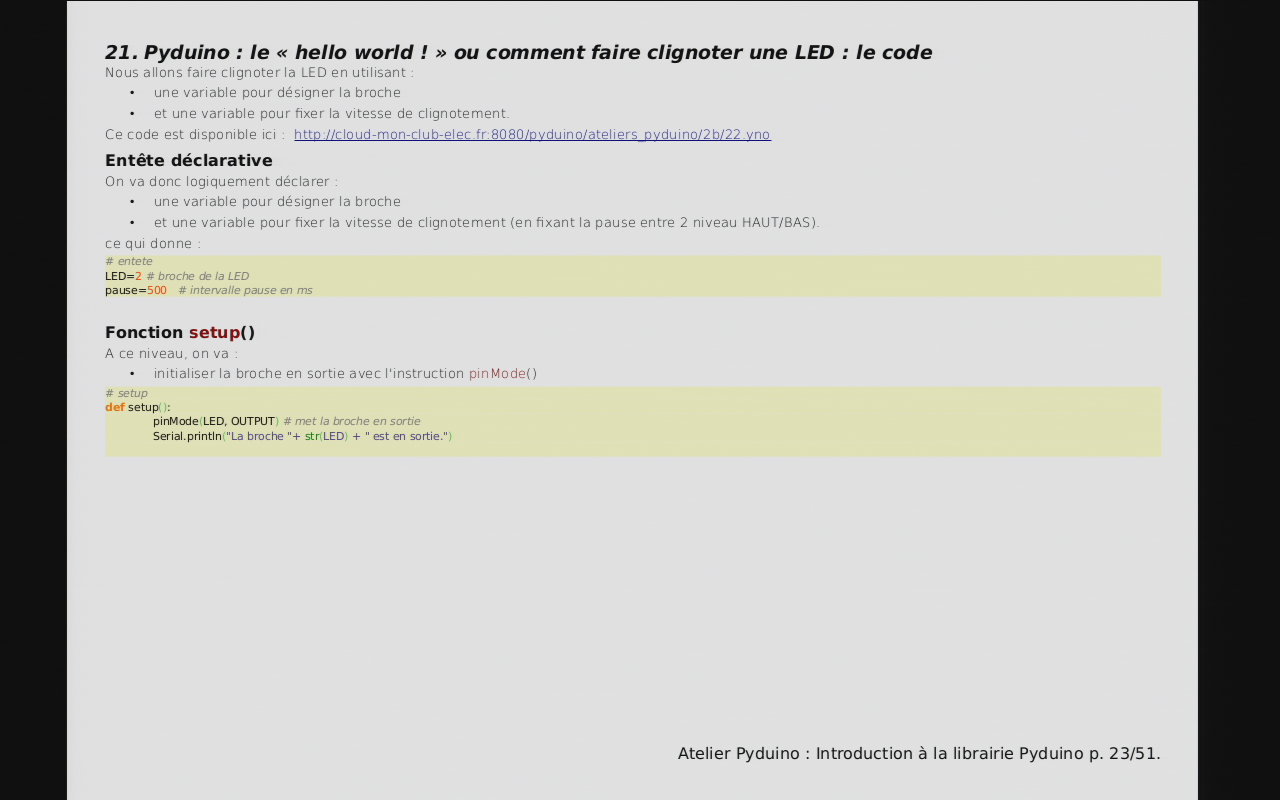 21. Pyduino : le « hello world ! » ou comment faire clignoter une LED : le code
Nous allons faire clignoter la LED en utilisant :
• une variable pour désigner la broche
• et une variable pour fixer la vitesse de clignotement.
Ce code est disponible ici : http://cloud-mon-club-elec.fr:8080/pyduino/ateliers_pyduino/2b/22.yno
Entête déclarative
On va donc logiquement déclarer :
• une variable pour désigner la broche
• et une variable pour fixer la vitesse de clignotement (en fixant la pause entre 2 niveau HAUT/BAS).
ce qui donne :
# entete
LED=2 # broche de la LED
pause=500 # intervalle pause en ms
Fonction setup()
A ce niveau, on va :
• initialiser la broche en sortie avec l'instruction pinMode()
# setup
def setup():
pinMode(LED, OUTPUT) # met la broche en sortie
Serial.println("La broche "+ str(LED) + " est en sortie.")
Atelier Pyduino : Introduction à la librairie Pyduino p. 23/51.